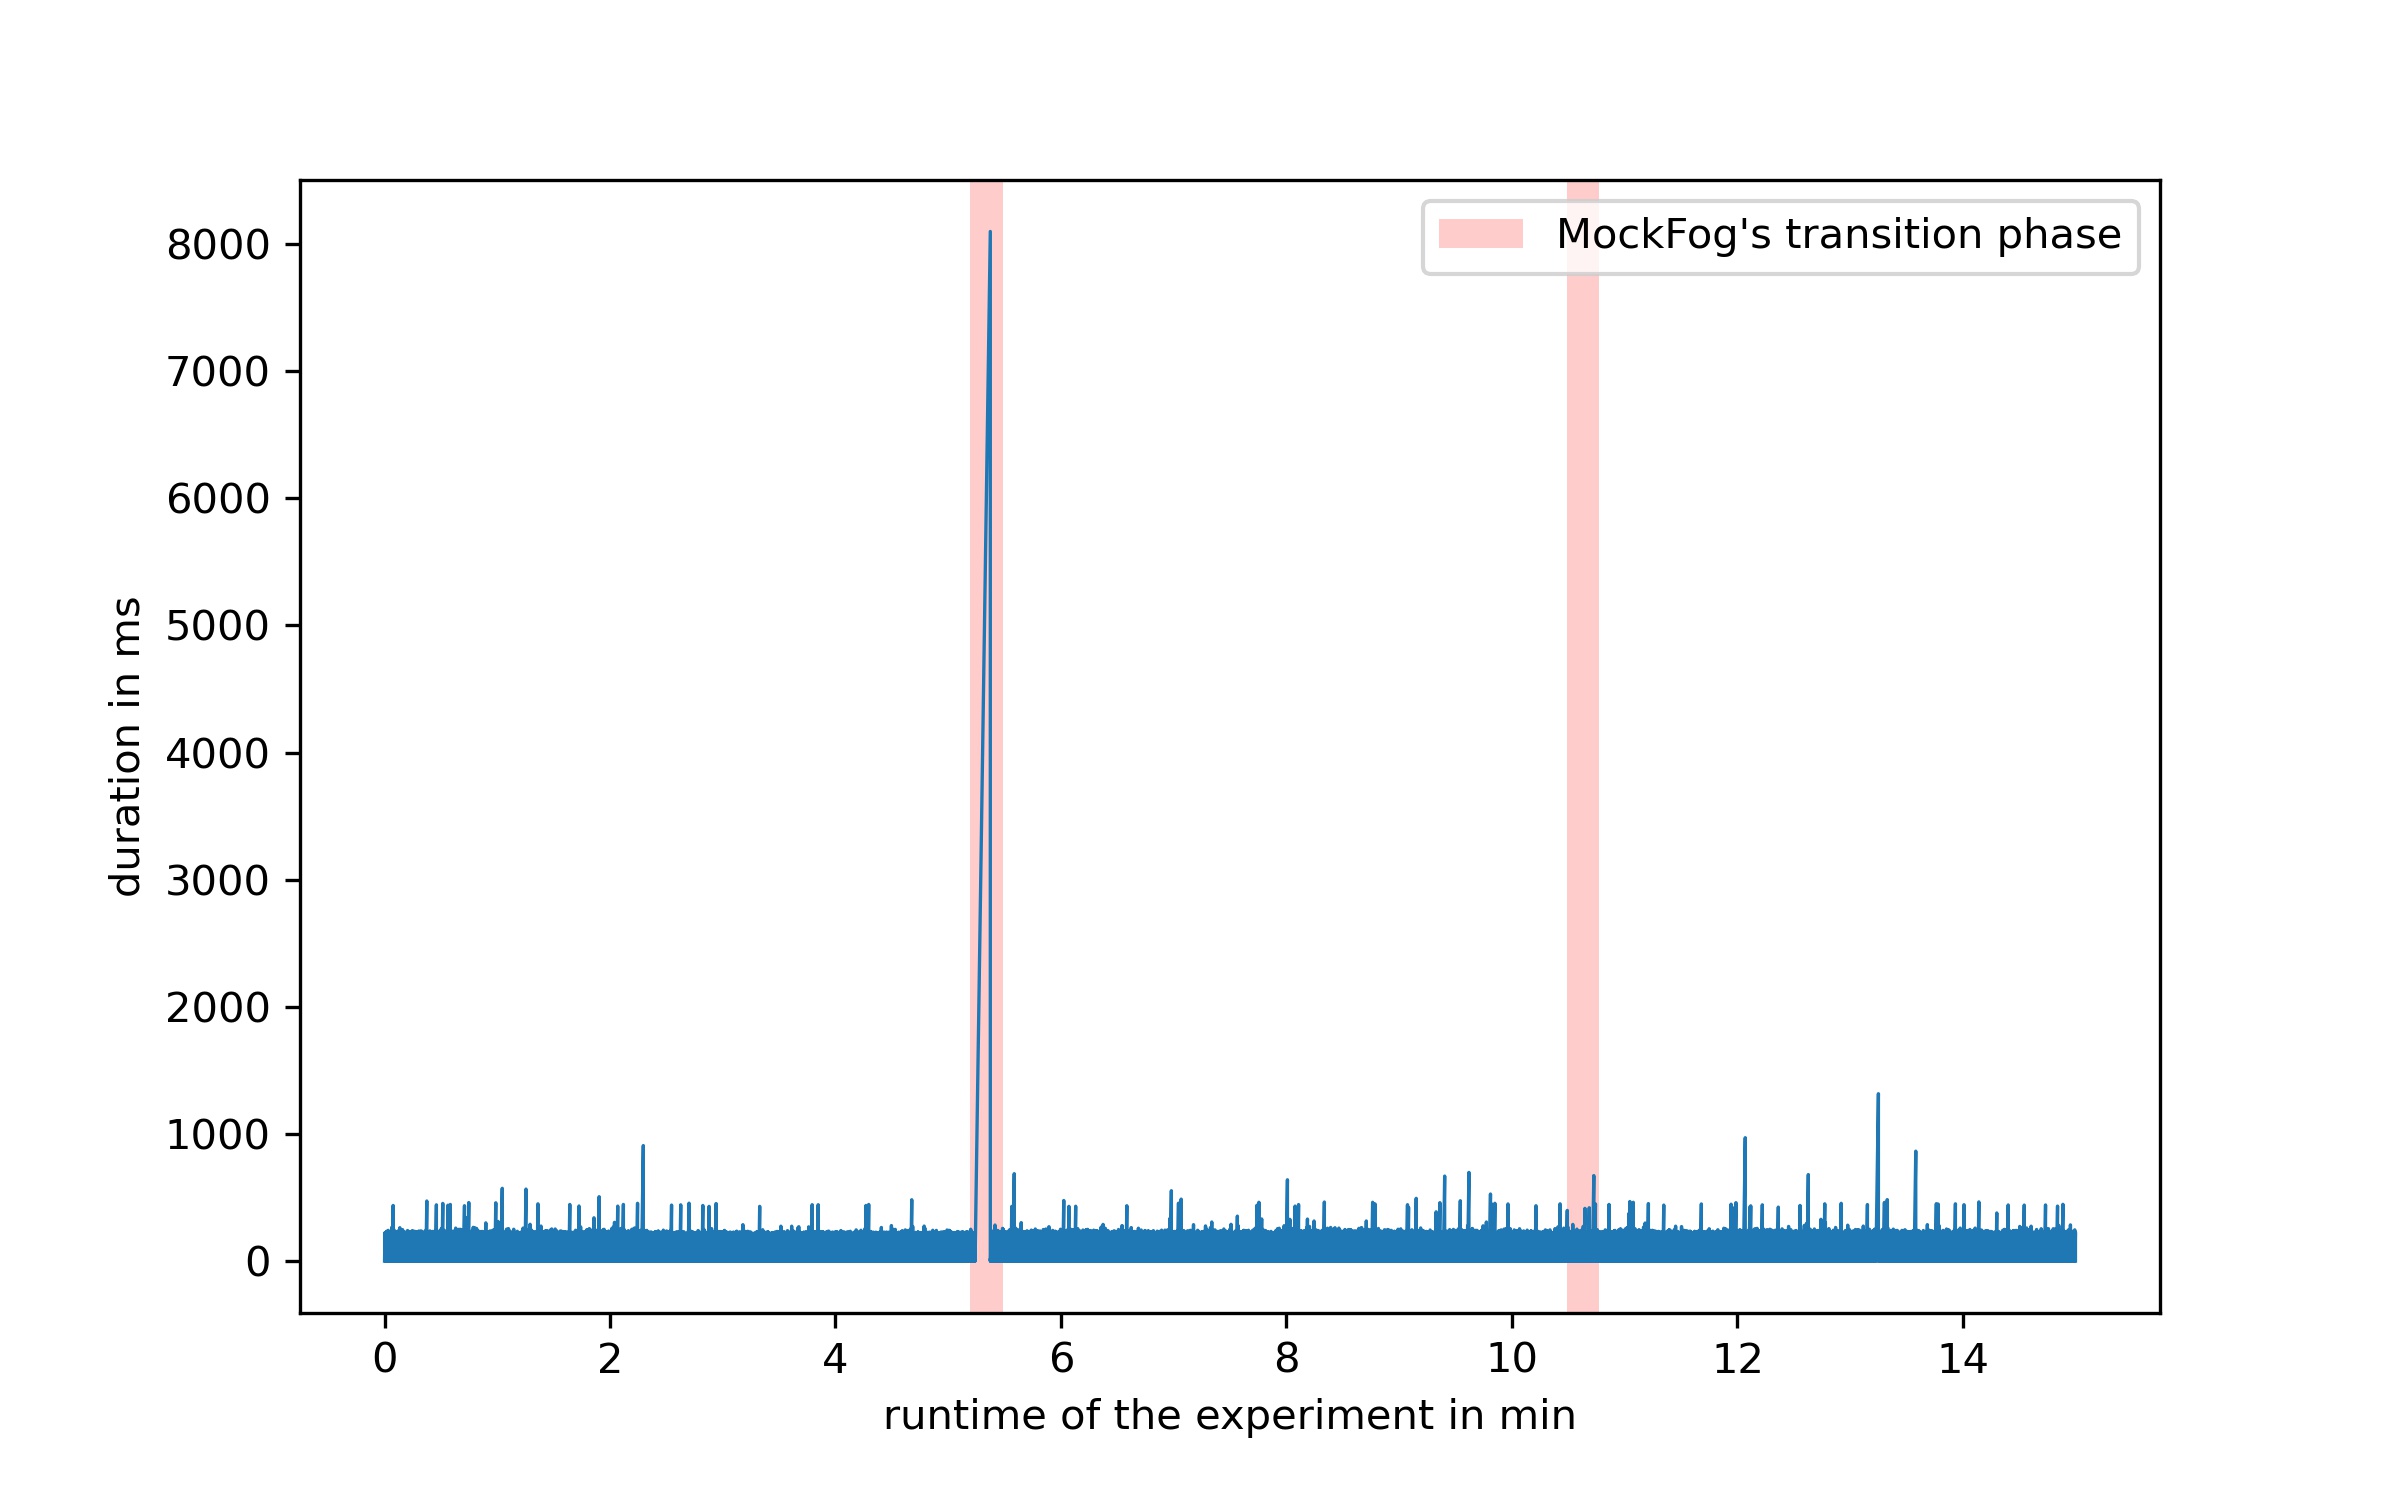 MockFog's transition phase
8000
7000
6000
5000
4000
3000
2000
1000
0
duration in ms
0 2 4 6 8 10 12 14
runtime of the experiment in min